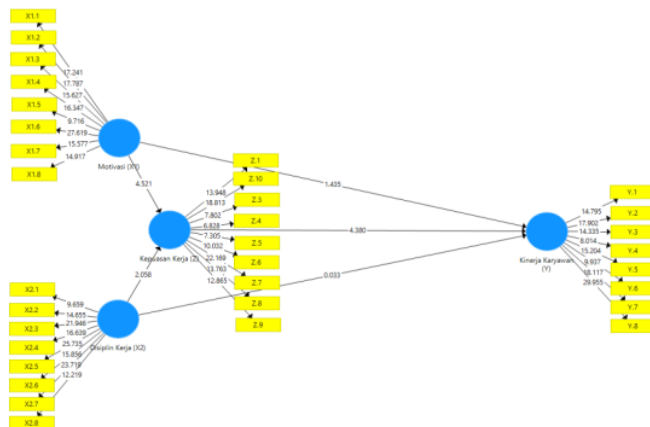 X1.1
X1.2
X1.3
X1.4
X1.5
X1.6
X1.7
X1.8
17.241
17.787
15.627
16.347
9.716
27.619
15.577
14.917
Motivasi (X1)
4.521
1.435
Z.1
Z.10
Z.3
Z.4
Z.5
Z.6
Z.7
Z.8
Z.9
13.948
18.813
7.802
6.828
7.305
10.032
22.169
13.763
12.865
Kepuasan Kerja (Z)
4.380
2.058
0.033
Y.1
Y.2
Y.3
Y.4
Y.5
Y.6
Y.7
Y.8
14.795
17.902
14.335
8.014
15.204
9.937
18.117
29.955
Kinerja Karyawan
(Y)
X2.1
X2.2
X2.3
X2.4
X2.5
X2.6
X2.7
X2.8
9.659
14.655
21.946
16.639
25.735
15.856
23.719
12.219
Disiplin Kerja (X2)